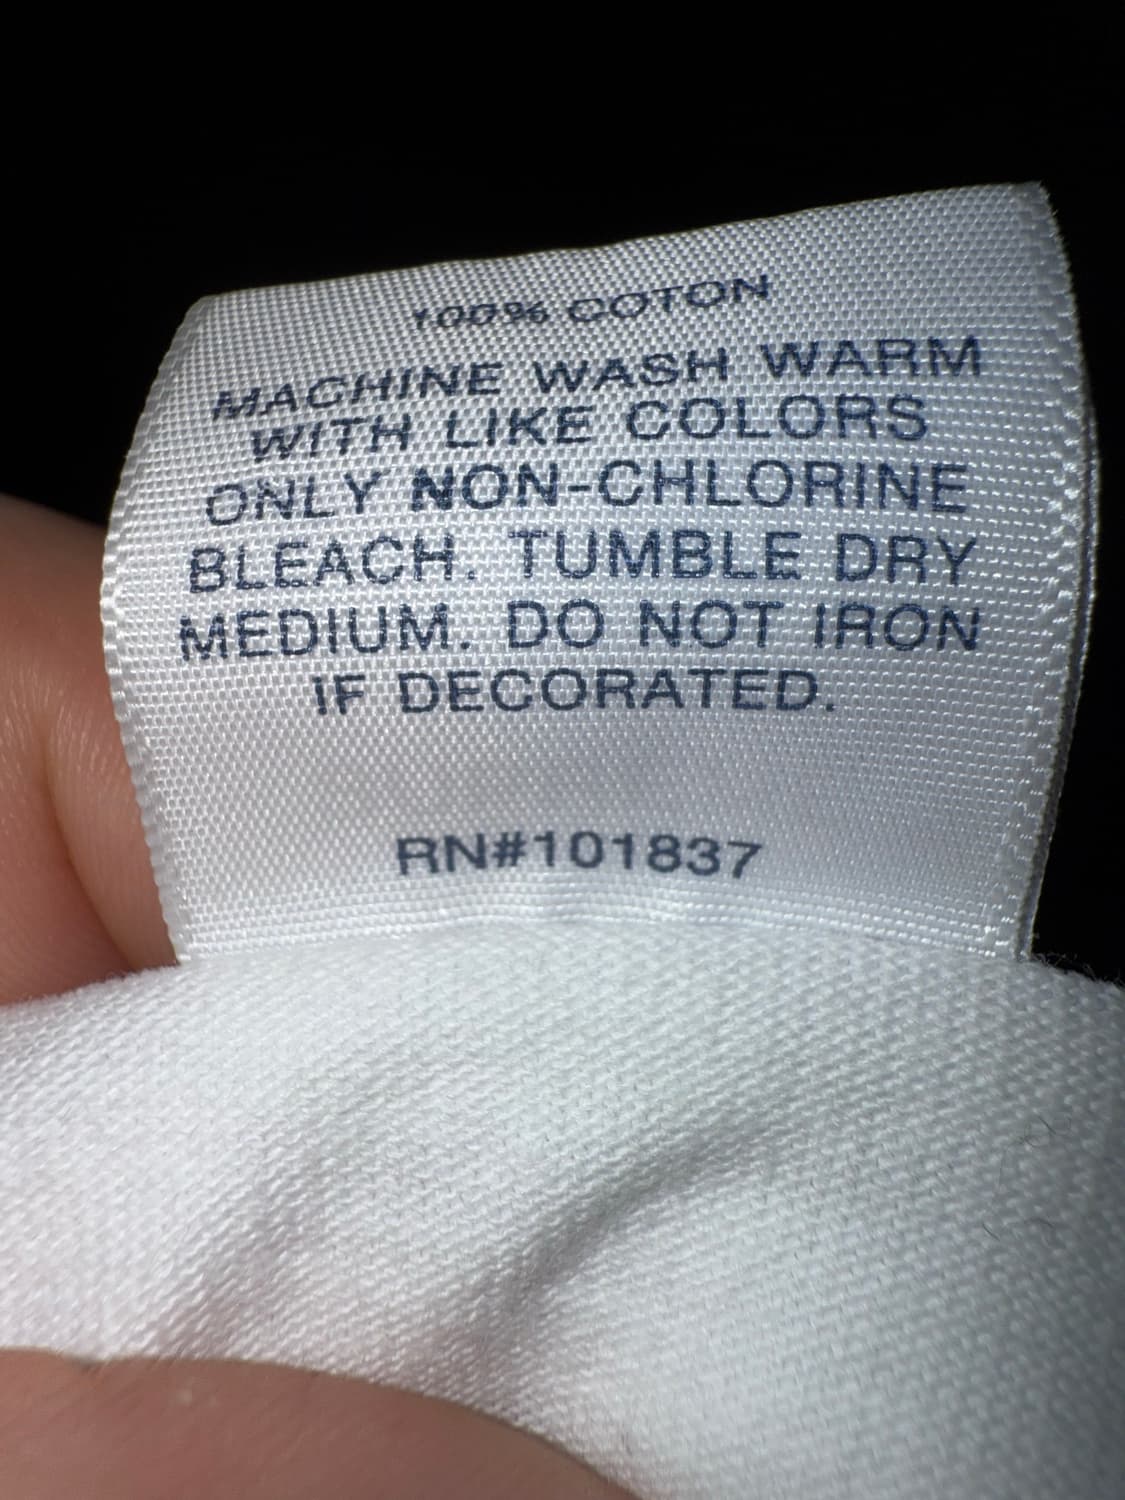 100% COTON
MACHINE WASH WARM
WITH LIKE COLORS
ONLY NON-CHLORINE
BLEACH. TUMBLE DRY
MEDIUM. DO NOT IRON
IF DECORATED.
RN#101837